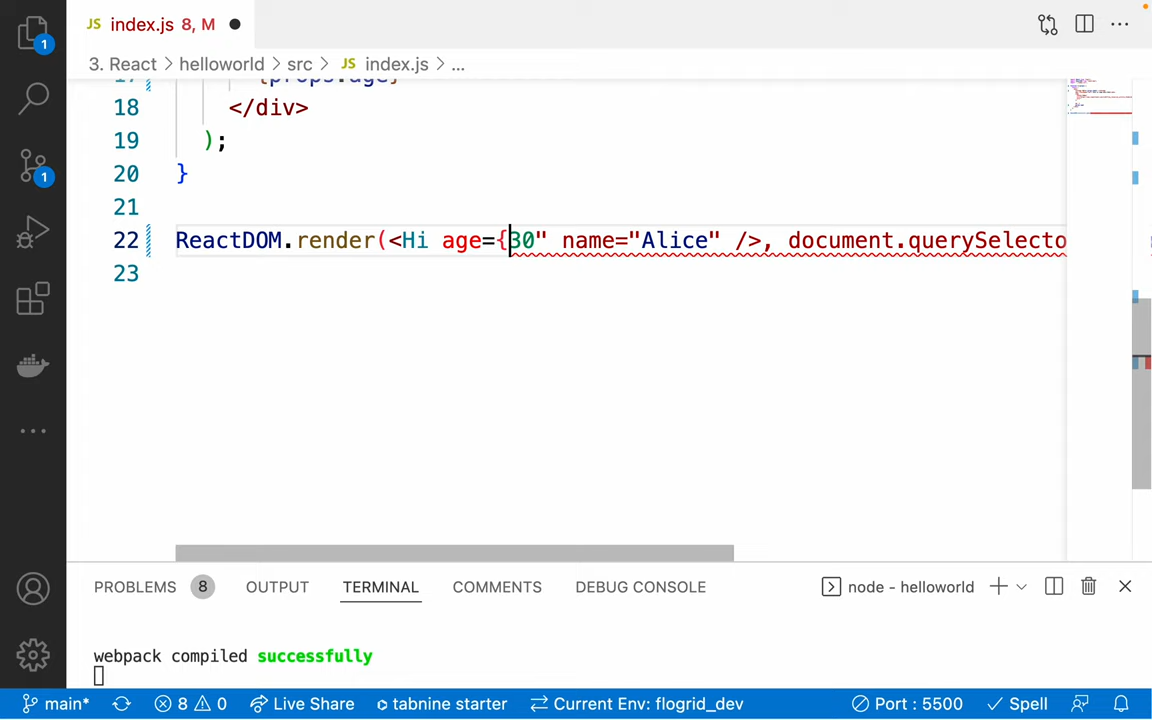 JS index.js 8, M
3. React > helloworld > src > JS index.js > ...
1
17 {props.age}
18 </div>
19 );
20 }
21
22 ReactDOM.render(<Hi age={30" name="Alice" />, document.querySelecto
23
1
PROBLEMS 8 OUTPUT TERMINAL COMMENTS DEBUG CONSOLE node - helloworld
webpack compiled successfully
main* 8 0 Live Share tabnine starter Current Env: flogrid_dev Port : 5500 Spell